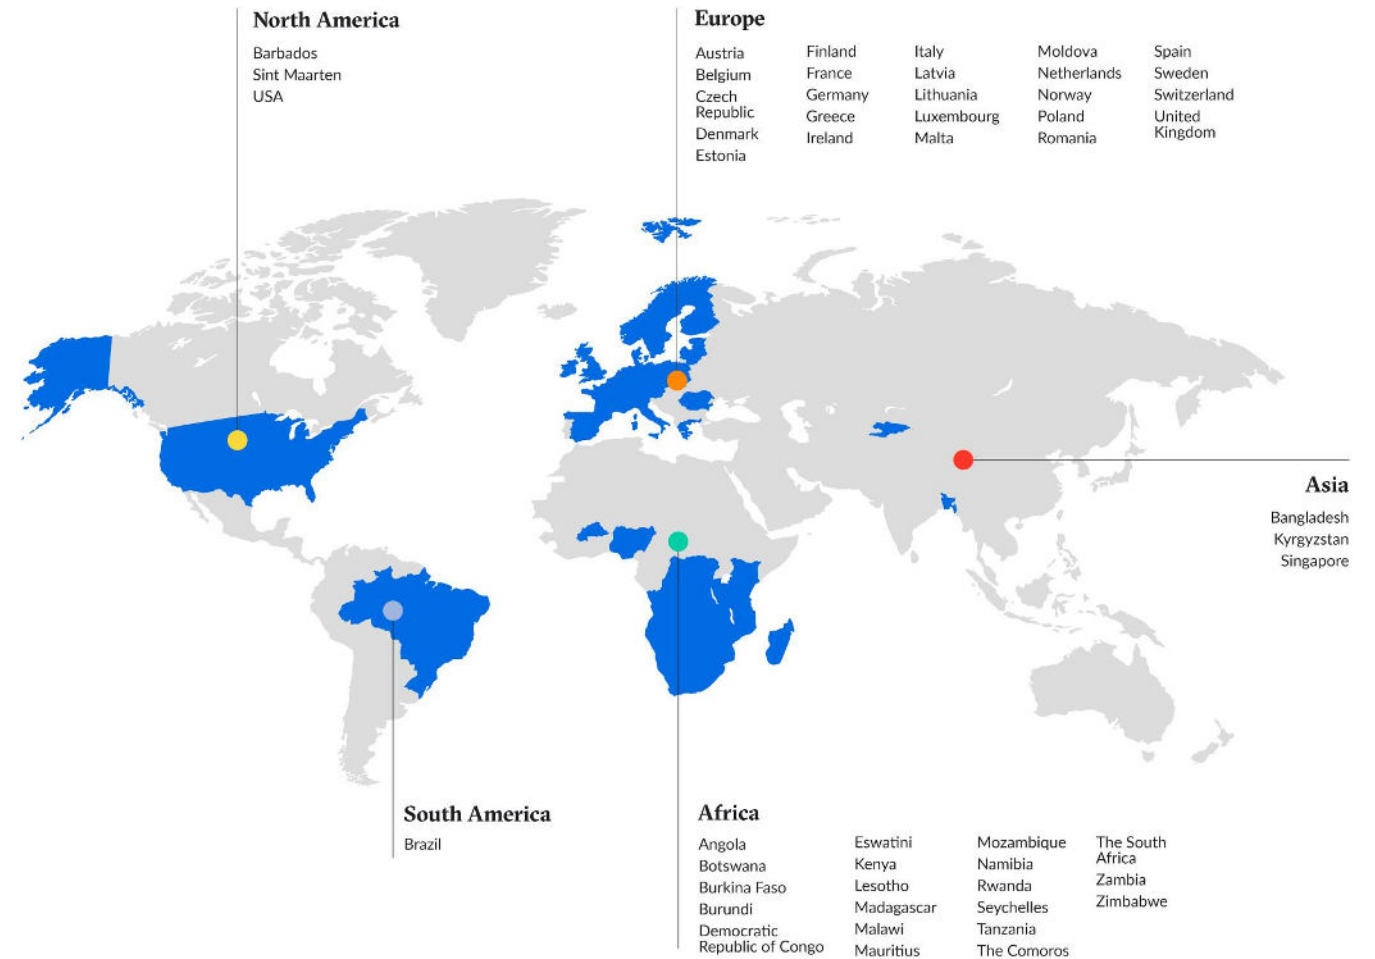 North America
Barbados
Sint Maarten
USA
Europe
Austria
Belgium
Czech
Republic
Denmark
Estonia
Finland
France
Germany
Greece
Ireland
Italy
Latvia
Lithuania
Luxembourg
Malta
Moldova
Netherlands
Norway
Poland
Romania
Spain
Sweden
Switzerland
United
Kingdom
Asia
Bangladesh
Kyrgyzstan
Singapore
South America
Brazil
Africa
Angola
Botswana
Burkina Faso
Burundi
Democratic
Republic of Congo
Eswatini
Kenya
Lesotho
Madagascar
Malawi
Mauritius
Mozambique
Namibia
Rwanda
Seychelles
Tanzania
The Comoros
The South
Africa
Zambia
Zimbabwe